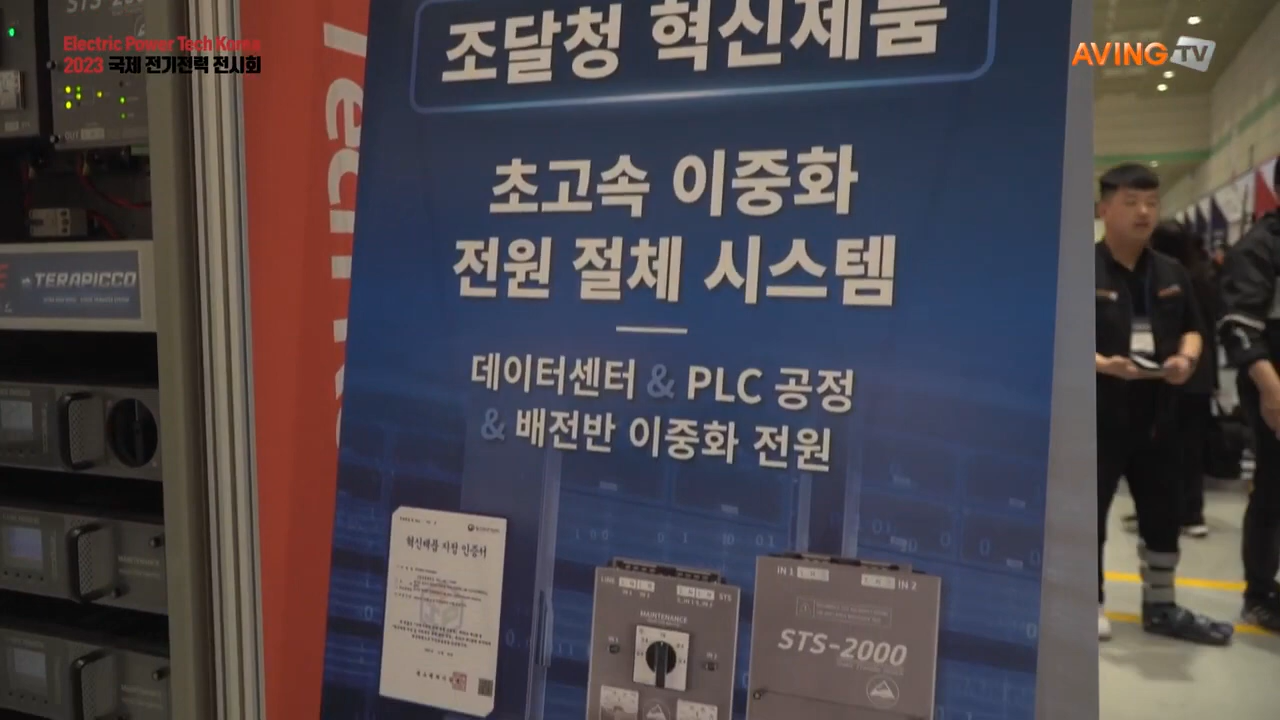 Electric Power Tech Korea
2023 국제 전기전력 전시회
AVING TV
Tech K
조달청 혁신제품
초고속 이중화
전원 절체 시스템
데이터센터 & PLC 공정
& 배전반 이중화 전원
TERAPICCO
혁신제품 지정 인증서
STS
MAINTENANCE
IN 1
IN 2
STS-2000